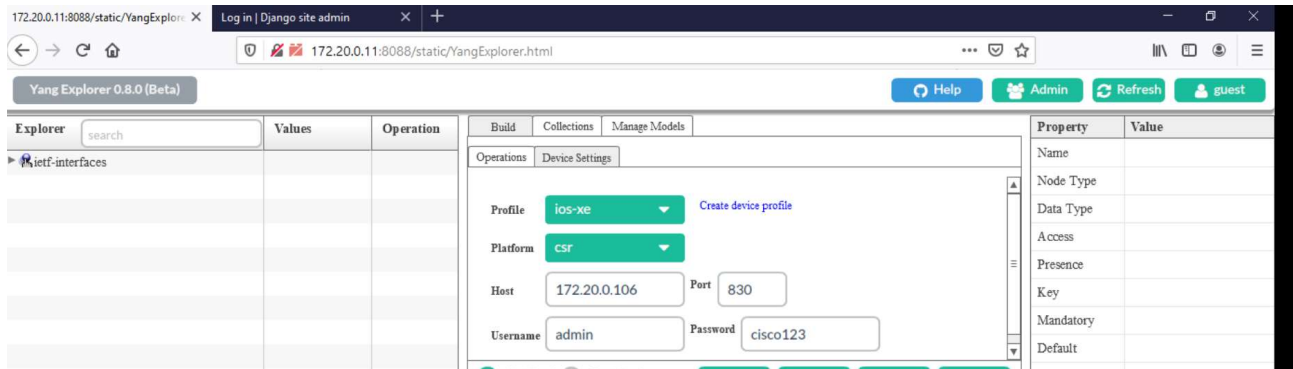 172.20.0.11:8088/static/YangExplore
Log in | Django site admin
172.20.0.11:8088/static/YangExplorer.html
Yang Explorer 0.8.0 (Beta)
Help
Admin
Refresh
guest
Explorer
search
Values
Operation
ietf-interfaces
Build
Collections
Manage Models
Operations
Device Settings
Profile
ios-xe
Create device profile
Platform
csr
Host
172.20.0.106
Port
830
Username
admin
Password
cisco123
Property
Value
Name
Node Type
Data Type
Access
Presence
Key
Mandatory
Default